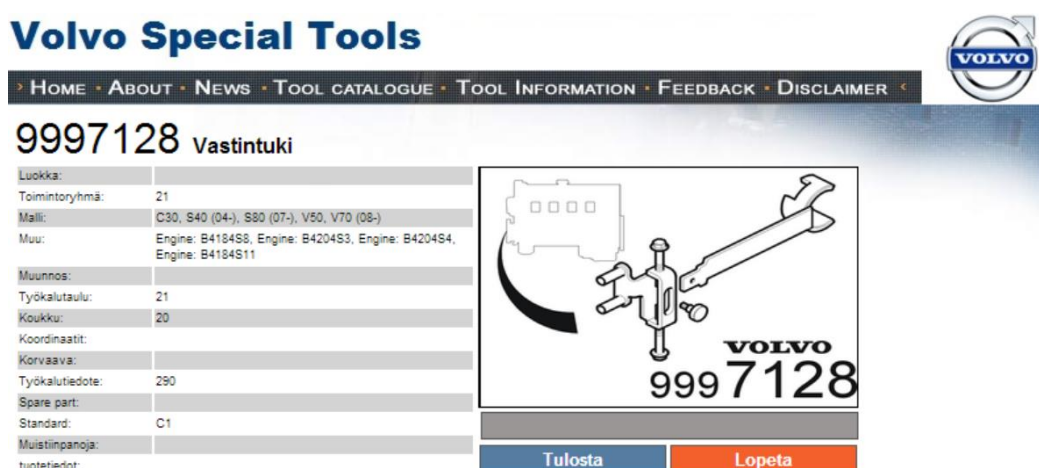 Volvo Special Tools
VOLVO
› HOME · ABOUT · NEWS · TOOL CATALOGUE · TOOL INFORMATION · FEEDBACK · DISCLAIMER ‹
9997128 Vastintuki
Luokka:
Toimintoryhmä: 21
Malli: C30, S40 (04-), S80 (07-), V50, V70 (08-)
Muu: Engine: B4184S8, Engine: B4204S3, Engine: B4204S4,
Engine: B4184S11
Muunnos:
Työkalutaulu: 21
Koukku: 20
Koordinaatit:
Korvaava:
Työkalutiedote: 290
Spare part:
Standard: C1
Muistiinpanoja:
tuotetiedot:
VOLVO
9997128
Tulosta Lopeta